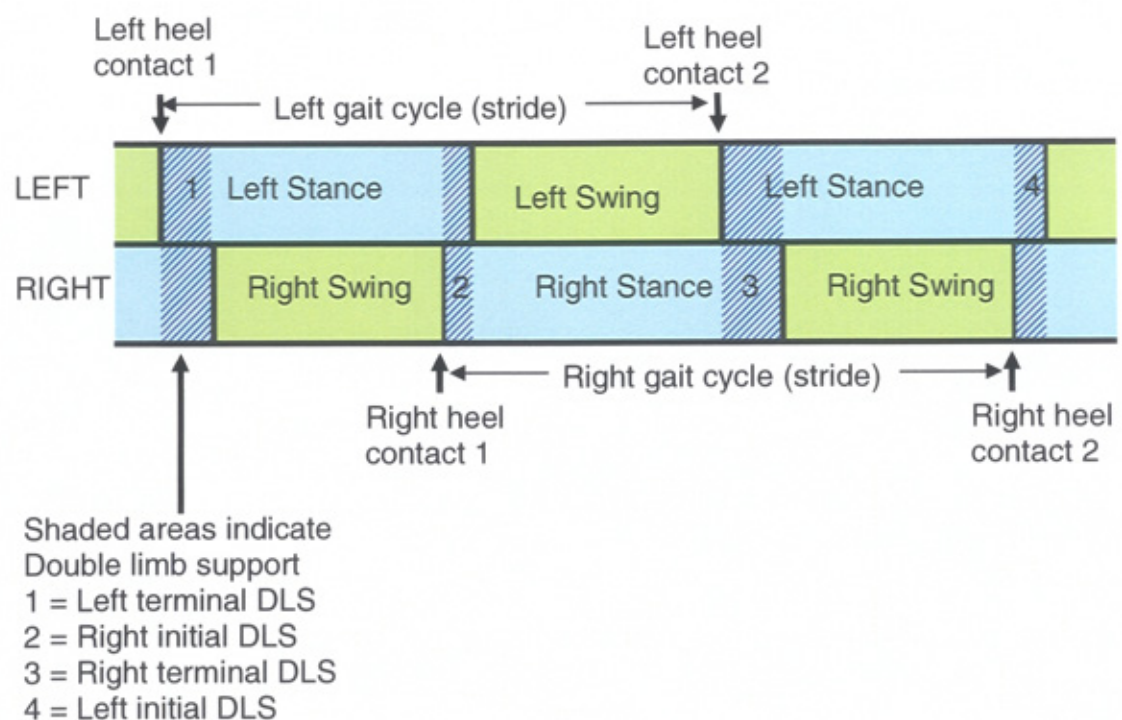 Left heel
contact 1
Left heel
contact 2
Left gait cycle (stride)
LEFT
1 Left Stance
Left Swing
Left Stance
4
RIGHT
Right Swing
2
Right Stance
3
Right Swing
Right gait cycle (stride)
Right heel
contact 1
Right heel
contact 2
Shaded areas indicate
Double limb support
1 = Left terminal DLS
2 = Right initial DLS
3 = Right terminal DLS
4 = Left initial DLS